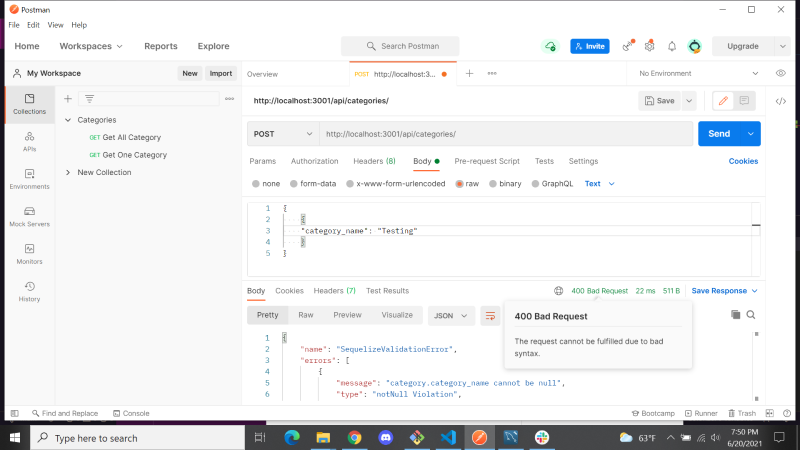 Postman
File Edit View Help
Home Workspaces Reports Explore Search Postman Invite Upgrade
My Workspace New Import Overview POST http://localhost:3... No Environment
Collections
APIs
Environments
Mock Servers
Monitors
History
Categories
GET Get All Category
GET Get One Category
New Collection
http://localhost:3001/api/categories/ Save
POST http://localhost:3001/api/categories/ Send
Params Authorization Headers (8) Body Pre-request Script Tests Settings Cookies
none form-data x-www-form-urlencoded raw binary GraphQL Text
1 {
2
3 "category_name": "Testing"
4
5 }
Body Cookies Headers (7) Test Results 400 Bad Request 22 ms 511 B Save Response
Pretty Raw Preview Visualize JSON
400 Bad Request
The request cannot be fulfilled due to bad
syntax.
1 {
2 "name": "SequelizeValidationError",
3 "errors": [
4 {
5 "message": "category.category_name cannot be null",
6 "type": "notNull Violation",
Find and Replace Console Bootcamp Runner Trash
Type here to search 63°F 7:50 PM
6/20/2021